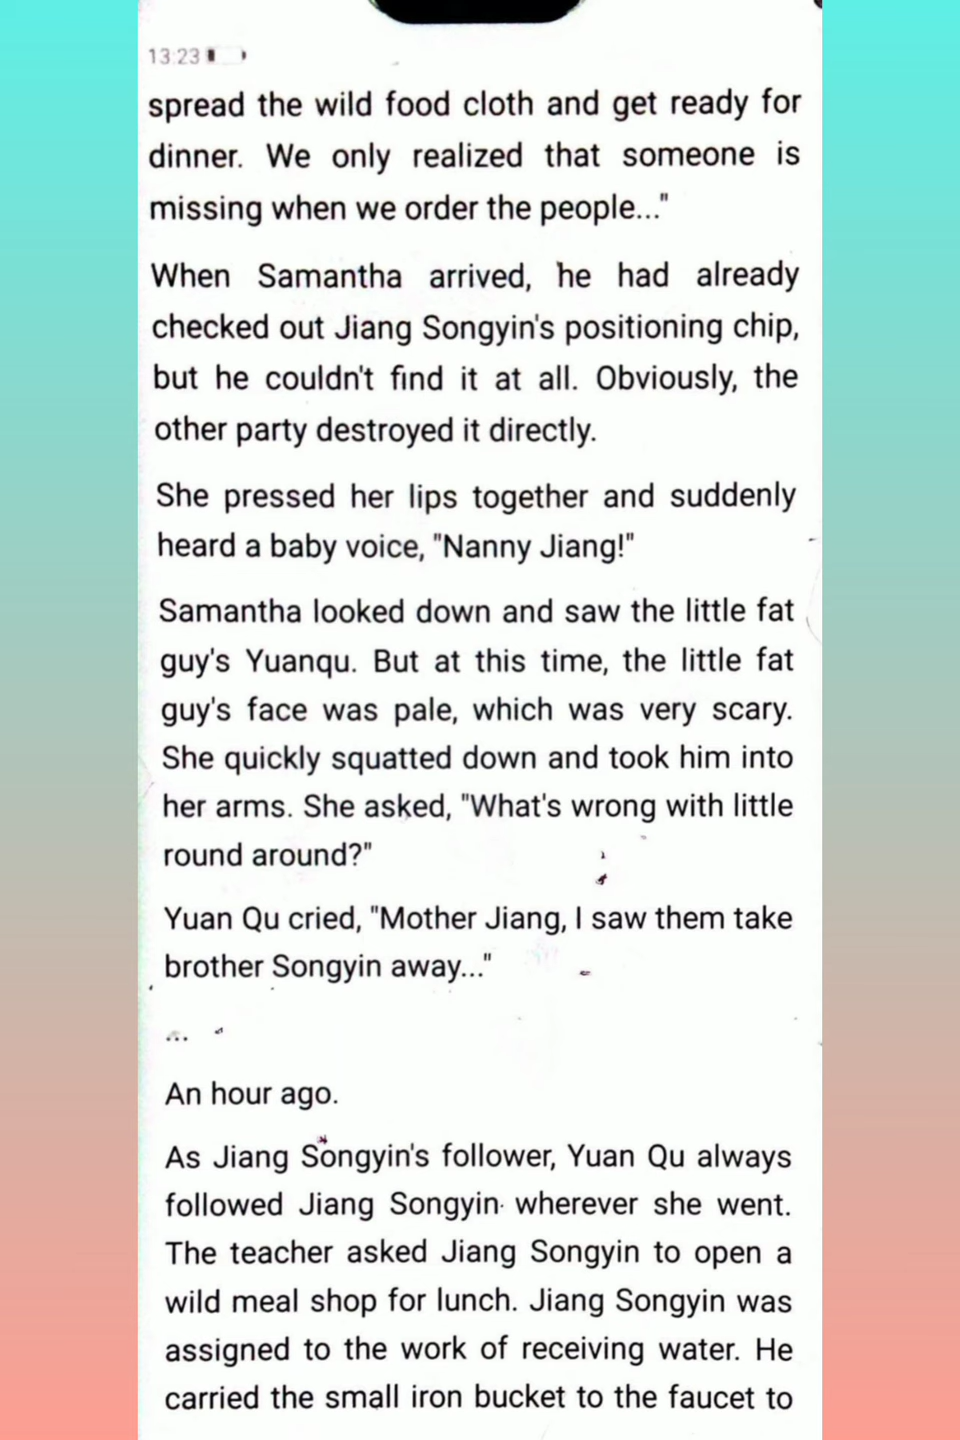 13:23
spread the wild food cloth and get ready for
dinner. We only realized that someone is
missing when we order the people..."
When Samantha arrived, he had already
checked out Jiang Songyin's positioning chip,
but he couldn't find it at all. Obviously, the
other party destroyed it directly.
She pressed her lips together and suddenly
heard a baby voice, "Nanny Jiang!"
Samantha looked down and saw the little fat
guy's Yuanqu. But at this time, the little fat
guy's face was pale, which was very scary.
She quickly squatted down and took him into
her arms. She asked, "What's wrong with little
round around?"
Yuan Qu cried, "Mother Jiang, I saw them take
brother Songyin away..."
...
An hour ago.
As Jiang Songyin's follower, Yuan Qu always
followed Jiang Songyin wherever she went.
The teacher asked Jiang Songyin to open a
wild meal shop for lunch. Jiang Songyin was
assigned to the work of receiving water. He
carried the small iron bucket to the faucet to